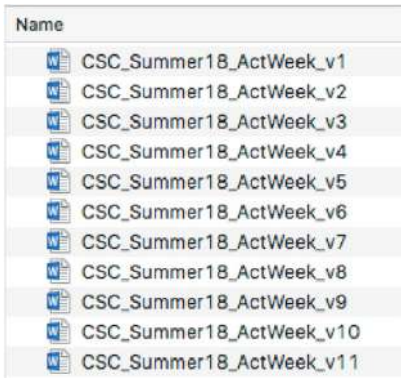 Name
CSC_Summer18_ActWeek_v1
CSC_Summer18_ActWeek_v2
CSC_Summer18_ActWeek_v3
CSC_Summer18_ActWeek_v4
CSC_Summer18_ActWeek_v5
CSC_Summer18_ActWeek_v6
CSC_Summer18_ActWeek_v7
CSC_Summer18_ActWeek_v8
CSC_Summer18_ActWeek_v9
CSC_Summer18_ActWeek_v10
CSC_Summer18_ActWeek_v11